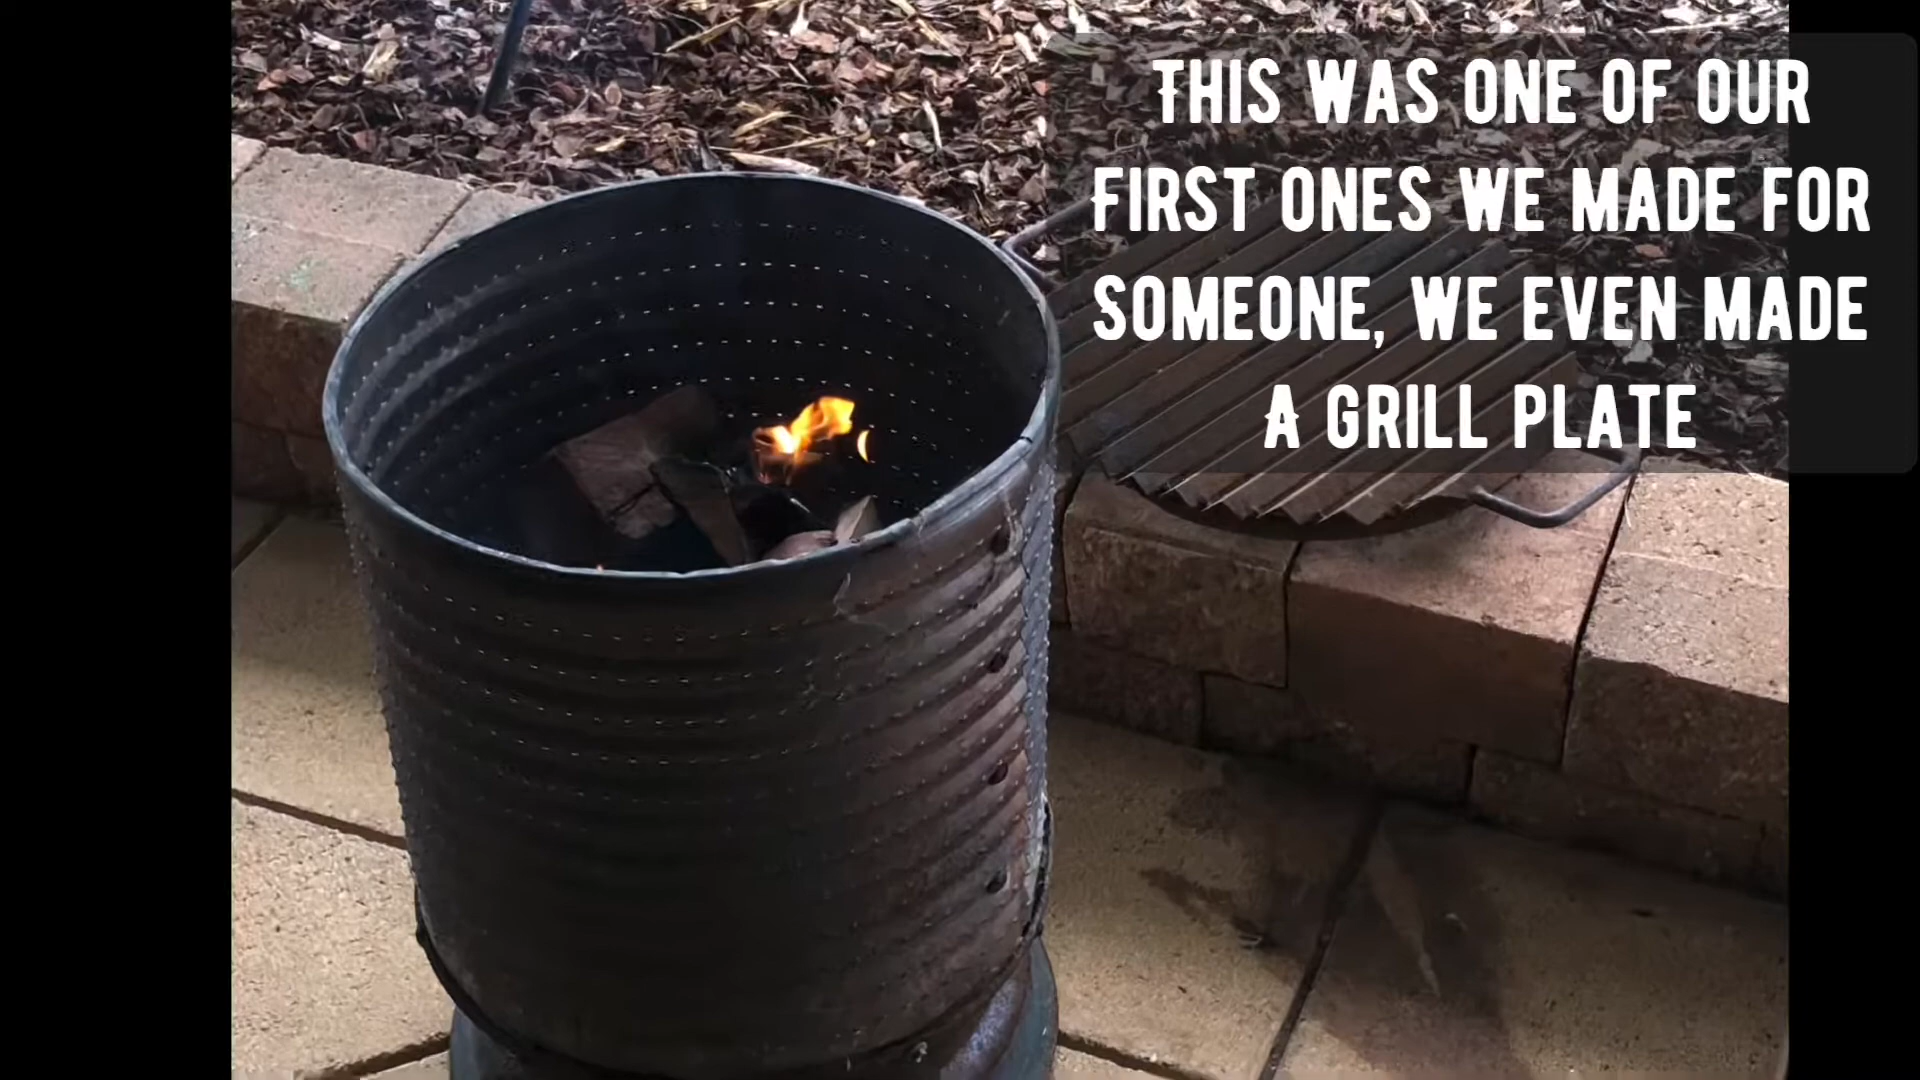 THIS WAS ONE OF OUR
FIRST ONES WE MADE FOR
SOMEONE, WE EVEN MADE
A GRILL PLATE